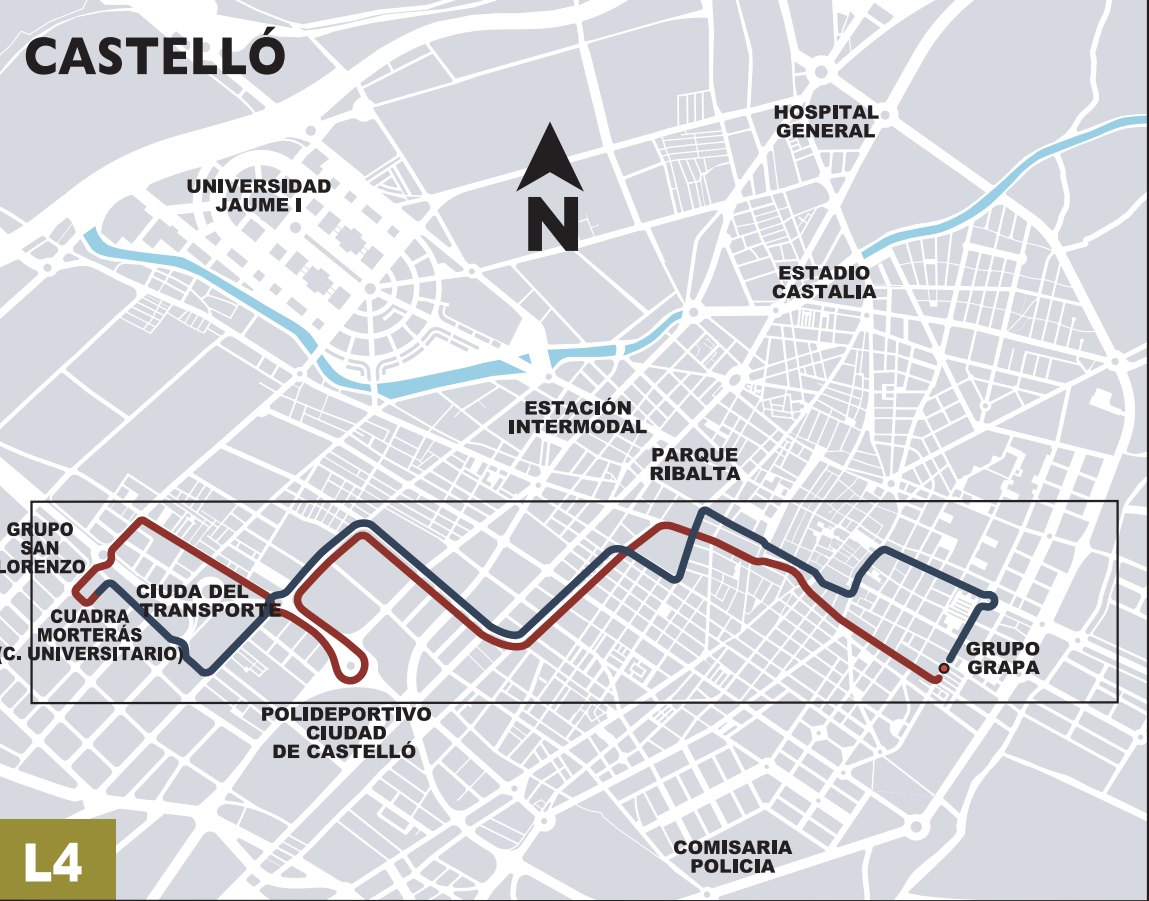 CASTELLÓ
HOSPITAL
GENERAL
UNIVERSIDAD
JAUME I
N
ESTADIO
CASTALIA
ESTACIÓN
INTERMODAL
PARQUE
RIBALTA
GRUPO
SAN
LORENZO
CIUDA DEL
TRANSPORTE
CUADRA
MORTERÁS
(C. UNIVERSITARIO)
GRUPO
GRAPA
POLIDEPORTIVO
CIUDAD
DE CASTELLÓ
COMISARIA
POLICIA
L4